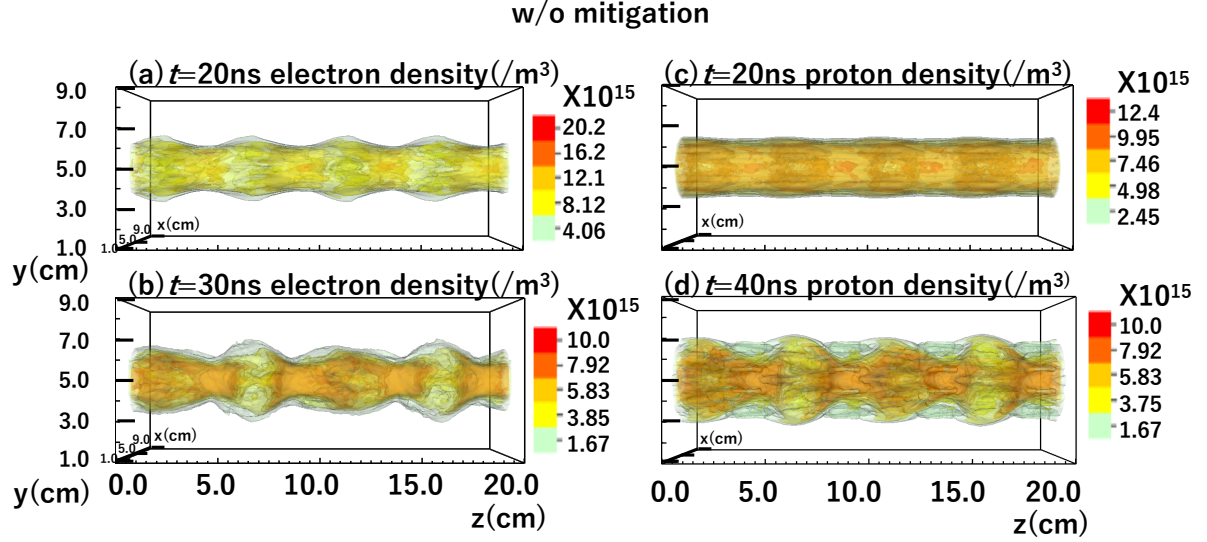 w/o mitigation
(a) t=20ns electron density(/m³)
X10¹⁵
9.0
7.0
5.0
3.0
1.0
y(cm)
20.2
16.2
12.1
8.12
4.06
x(cm)
9.0
5.0
1.0
(c) t=20ns proton density(/m³)
X10¹⁵
12.4
9.95
7.46
4.98
2.45
x(cm)
(b) t=30ns electron density(/m³)
X10¹⁵
9.0
7.0
5.0
3.0
1.0
y(cm)
10.0
7.92
5.83
3.85
1.67
x(cm)
9.0
5.0
1.0
0.0 5.0 10.0 15.0 20.0
z(cm)
(d) t=40ns proton density(/m³)
X10¹⁵
10.0
7.92
5.83
3.75
1.67
x(cm)
0.0 5.0 10.0 15.0 20.0
z(cm)